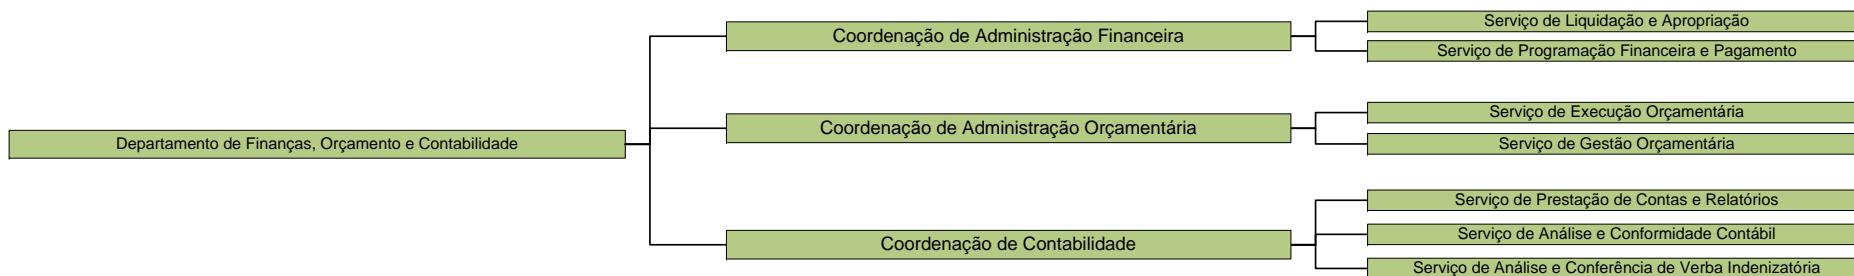 Departamento de Finanças, Orçamento e Contabilidade
Coordenação de Administração Financeira
Serviço de Liquidação e Apropriação
Serviço de Programação Financeira e Pagamento
Coordenação de Administração Orçamentária
Serviço de Execução Orçamentária
Serviço de Gestão Orçamentária
Coordenação de Contabilidade
Serviço de Prestação de Contas e Relatórios
Serviço de Análise e Conformidade Contábil
Serviço de Análise e Conferência de Verba Indenizatória